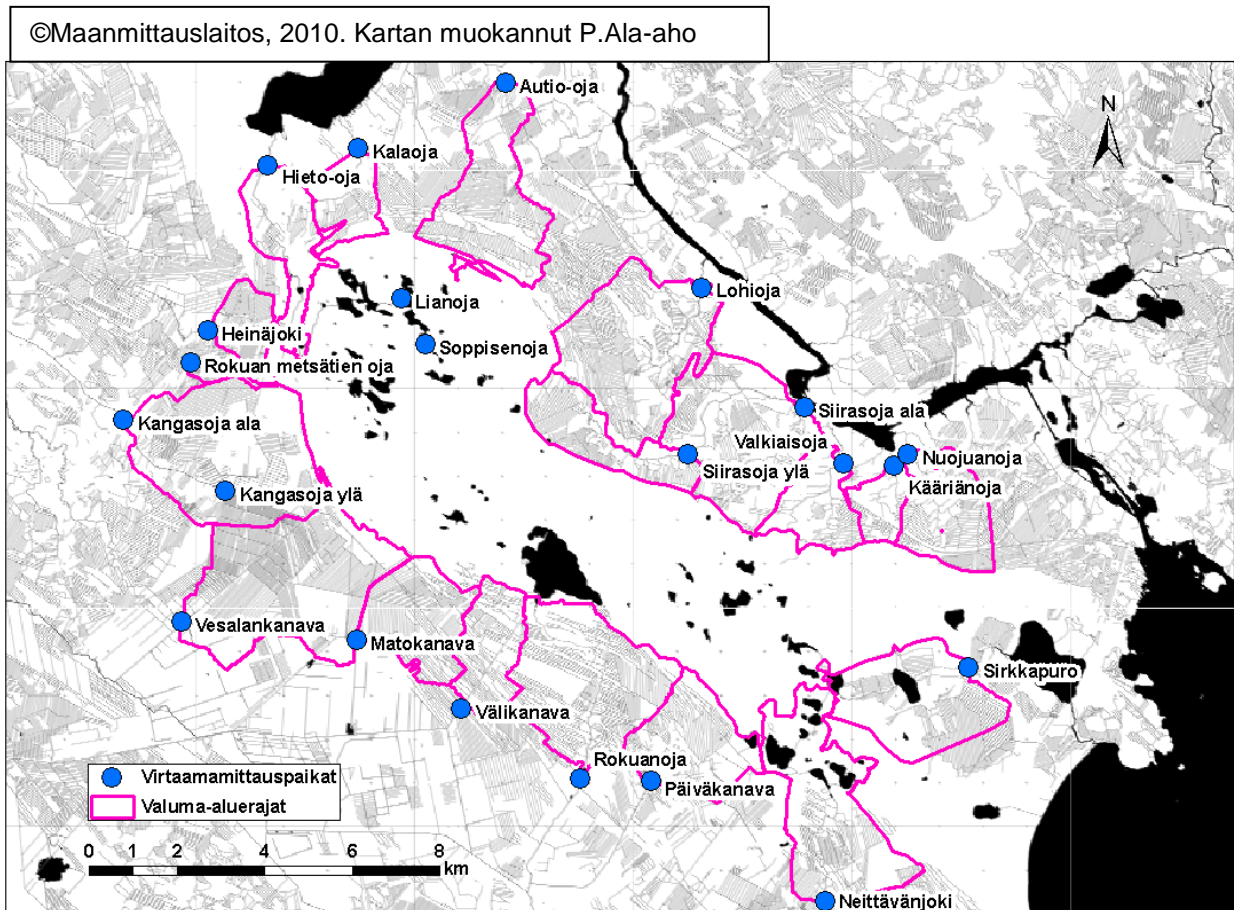 ©Maanmittauslaitos, 2010. Kartan muokannut P.Ala-aho
Autio-oja
N
Kalaoja
Hieto-oja
Lohioja
Lianoja
Heinäjoki
Soppisenoja
Rokuan metsätien oja
Siirasoja ala
Kangasoja ala
Valkiaisoja
Nuojuanoja
Siirasoja ylä
Kääriänoja
Kangasoja ylä
Vesalankanava
Matokanava
Sirkkapuro
Välikanava
Rokuanoja
Päiväkanava
Virtaamamittauspaikat
Valuma-aluerajat
0 1 2 4 6 8
km
Neittävänjoki